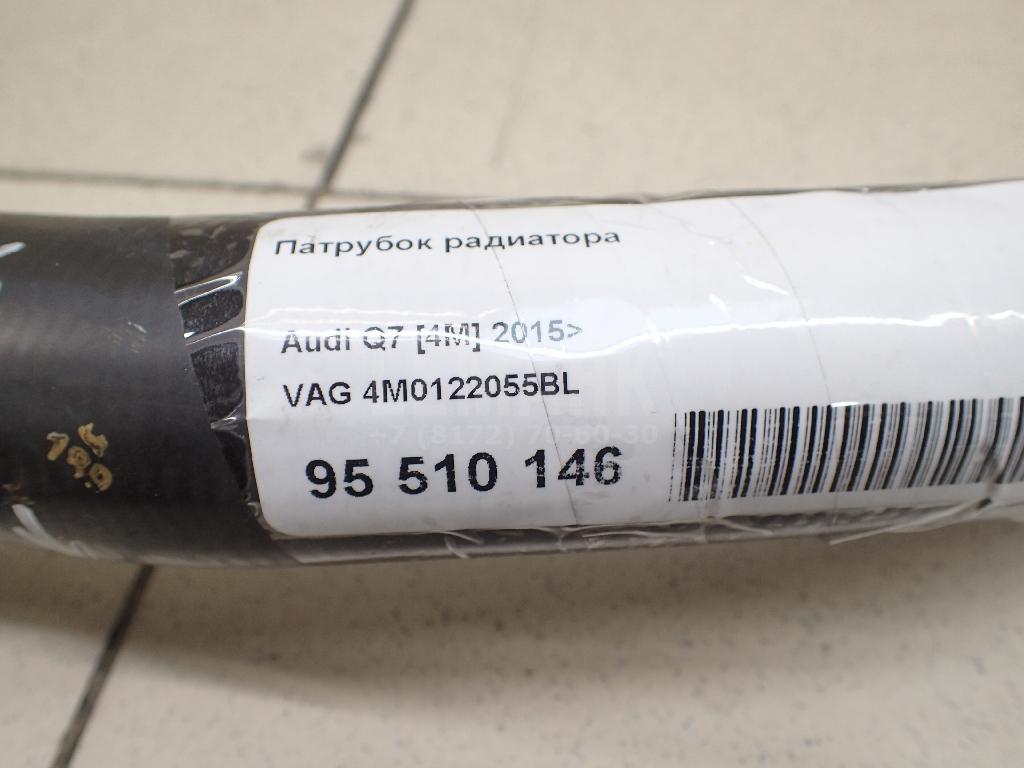 Патрубок радиатора
Audi Q7 [4M] 2015>
VAG 4M0122055BL
95 510 146